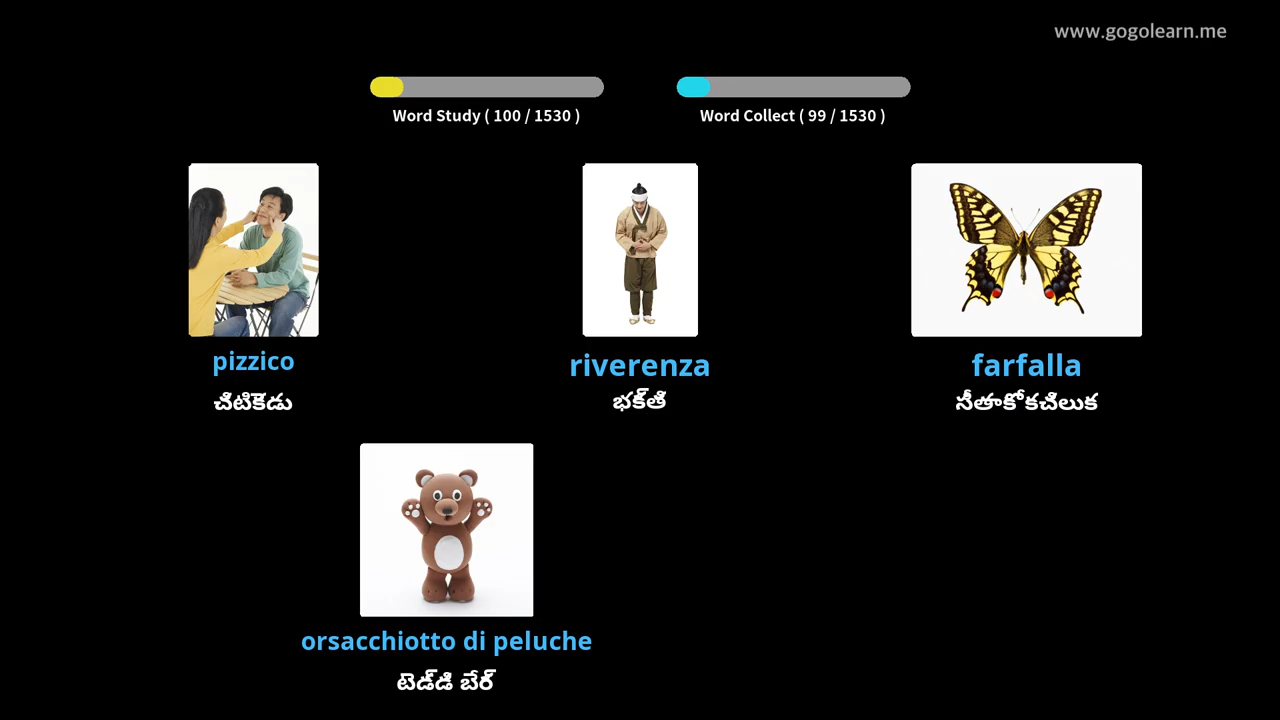 www.gogolearn.me
Word Study ( 100 / 1530 )
Word Collect ( 99 / 1530 )
pizzico
riverenza
farfalla
చిటికెడు
భక్తి
సీతాకోకచిలుక
orsacchiotto di peluche
టెడ్డి బేర్